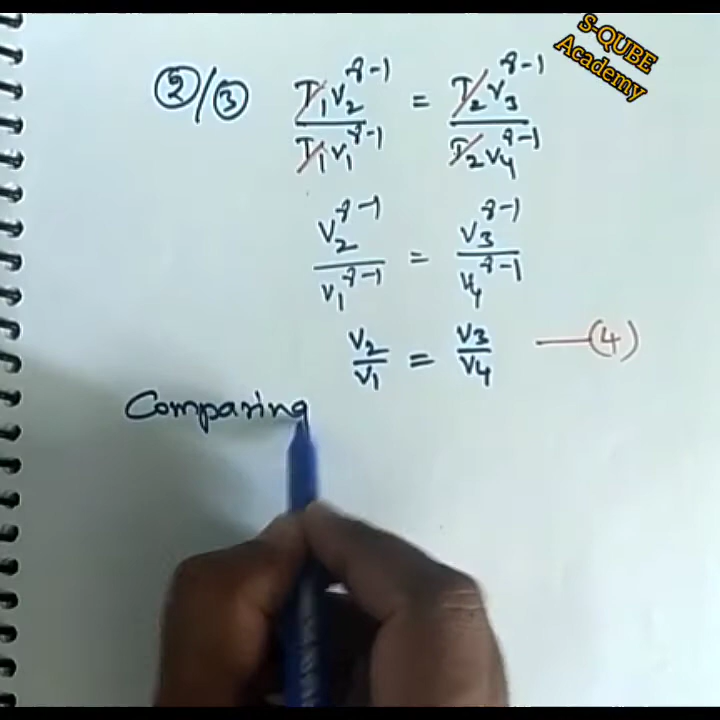 S-QUBE
Academy
②/③ T₁V₂^γ-1 / T₁V₁^γ-1 = T₂V₃^γ-1 / T₂V₄^γ-1
V₂^γ-1 / V₁^γ-1 = V₃^γ-1 / V₄^γ-1
V₂/V₁ = V₃/V₄ —(4)
Comparing